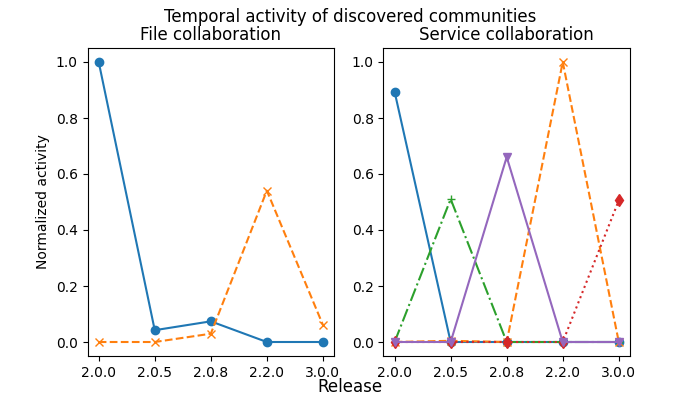 Temporal activity of discovered communities
File collaboration
Service collaboration
Normalized activity
1.0
0.8
0.6
0.4
0.2
0.0
2.0.0 2.0.5 2.0.8 2.2.0 3.0.0
1.0
0.8
0.6
0.4
0.2
0.0
2.0.0 2.0.5 2.0.8 2.2.0 3.0.0
Release